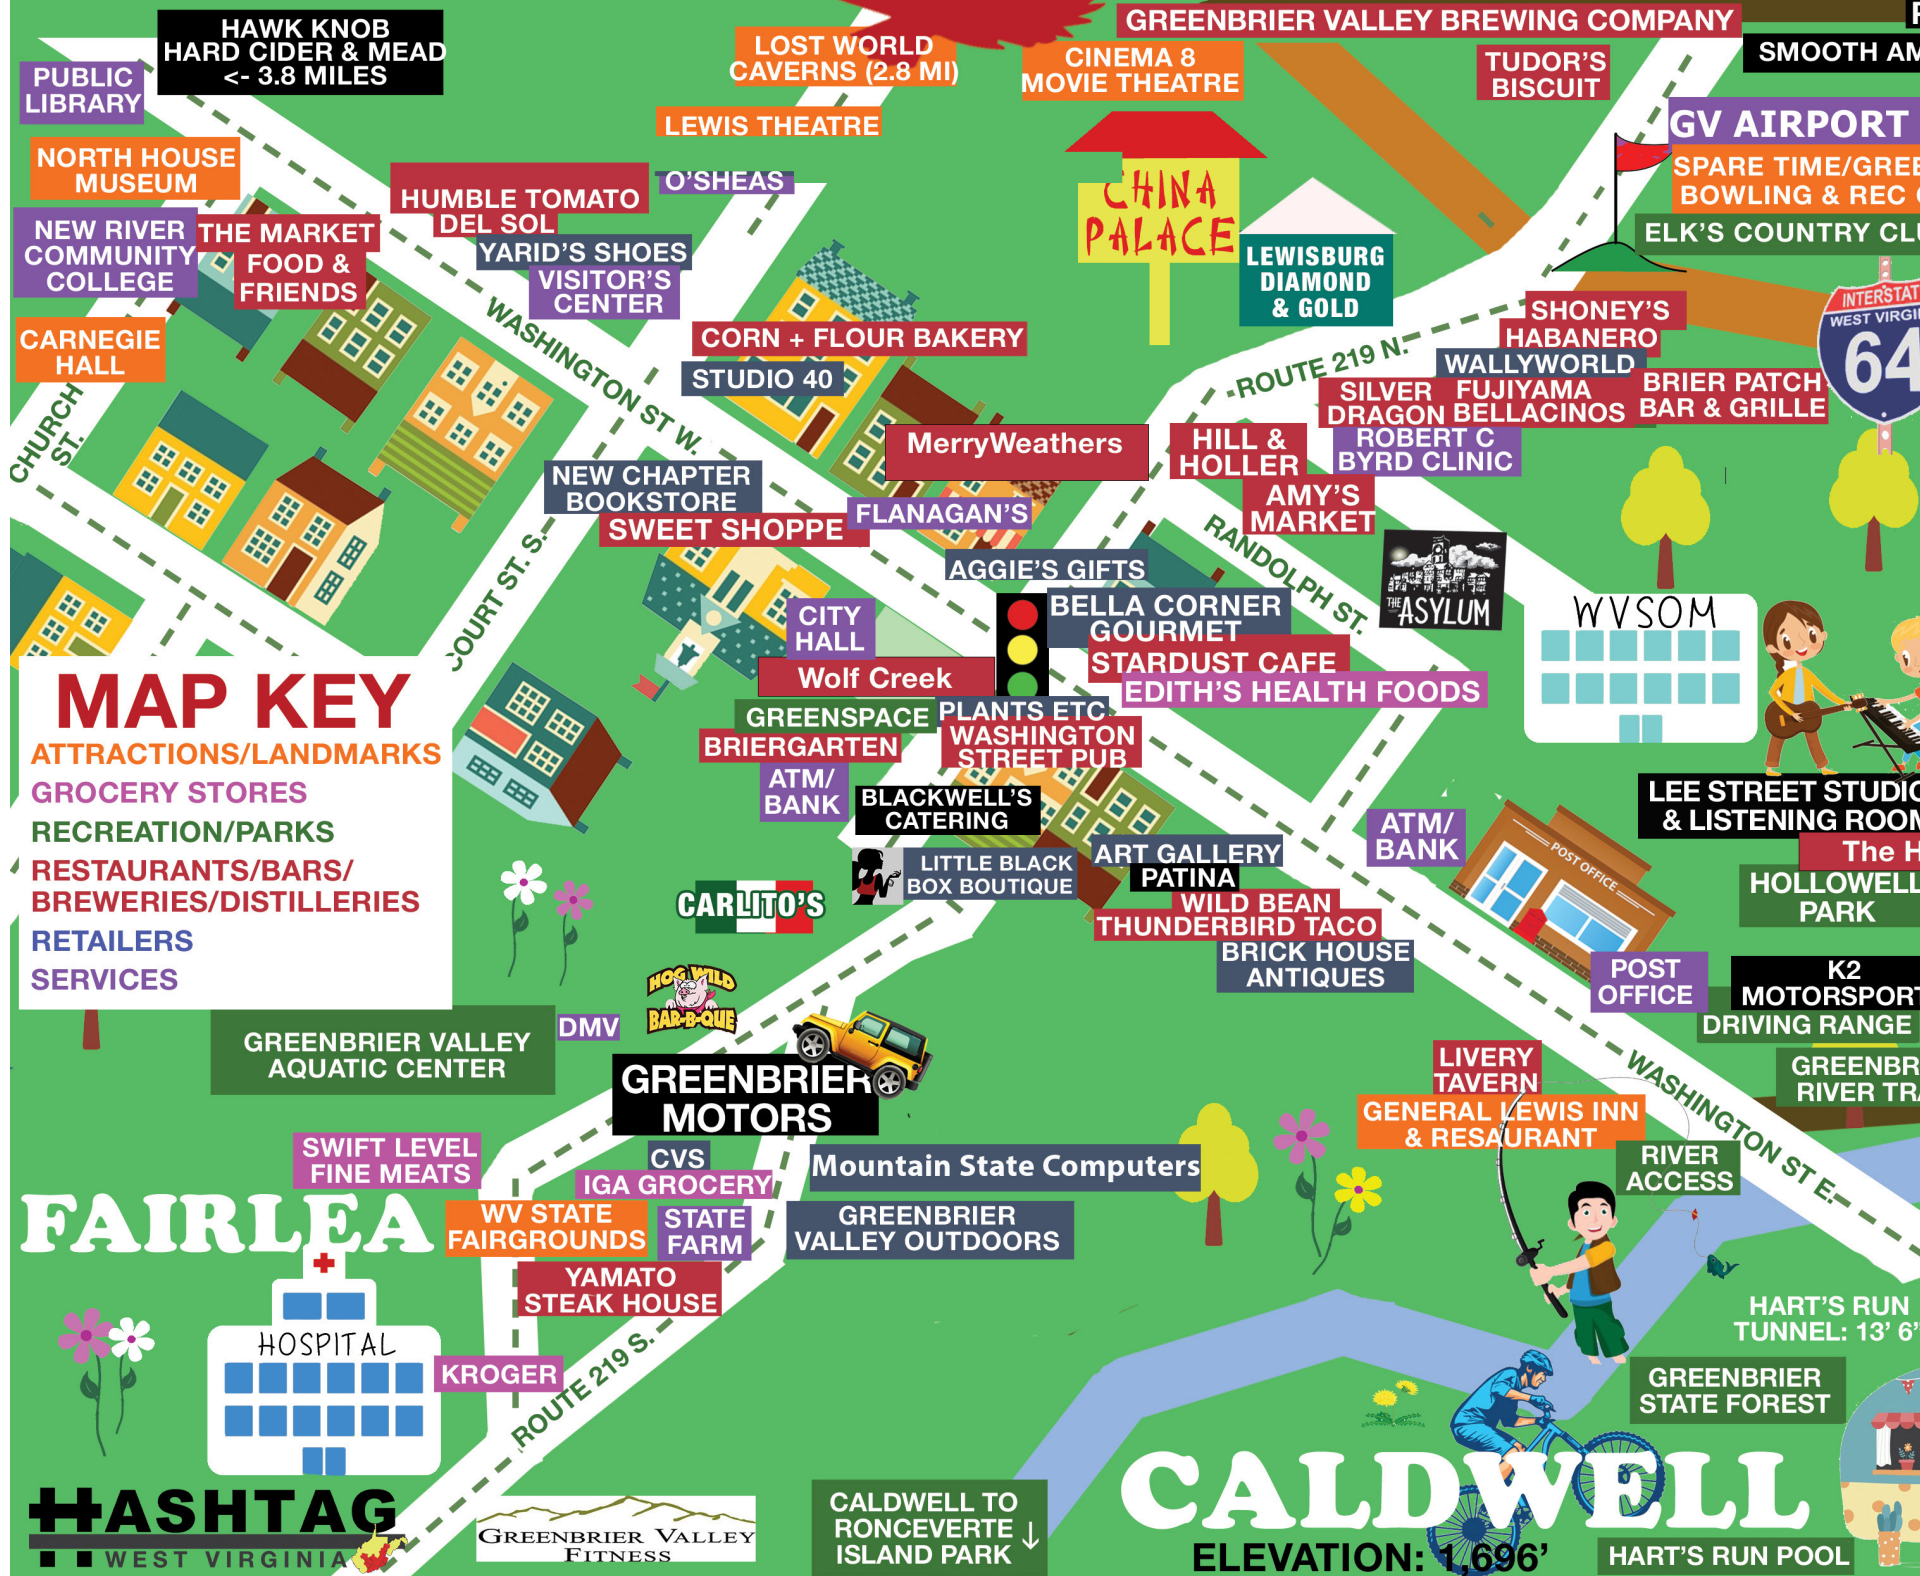 HAWK KNOB
HARD CIDER & MEAD
<- 3.8 MILES
PUBLIC
LIBRARY
NORTH HOUSE
MUSEUM
NEW RIVER
COMMUNITY
COLLEGE
THE MARKET
FOOD &
FRIENDS
CARNEGIE
HALL
CHURCH
ST.
HUMBLE TOMATO
DEL SOL
YARID'S SHOES
VISITOR'S
CENTER
O'SHEAS
LOST WORLD
CAVERNS (2.8 MI)
LEWIS THEATRE
GREENBRIER VALLEY BREWING COMPANY
CINEMA 8
MOVIE THEATRE
TUDOR'S
BISCUIT
SMOOTH AM
GV AIRPORT
SPARE TIME/GREE
BOWLING & REC
ELK'S COUNTRY CLU
CHINA
PALACE
LEWISBURG
DIAMOND
& GOLD
INTERSTAT
WEST VIRGI
64
WASHINGTON ST W.
CORN + FLOUR BAKERY
STUDIO 40
ROUTE 219 N.
SHONEY'S
HABANERO
WALLYWORLD
SILVER
DRAGON
FUJIYAMA
BELLACINOS
BRIER PATCH
BAR & GRILLE
ROBERT C
BYRD CLINIC
MerryWeathers
HILL &
HOLLER
AMY'S
MARKET
NEW CHAPTER
BOOKSTORE
SWEET SHOPPE
FLANAGAN'S
AGGIE'S GIFTS
RANDOLPH ST.
THE
ASYLUM
WVSOM
COURT ST. S.
CITY
HALL
BELLA CORNER
GOURMET
STARDUST CAFE
EDITH'S HEALTH FOODS
Wolf Creek
GREENSPACE
PLANTS ETC
BRIERGARTEN
WASHINGTON
STREET PUB
ATM/
BANK
BLACKWELL'S
CATERING
LITTLE BLACK
BOX BOUTIQUE
ART GALLERY
PATINA
WILD BEAN
THUNDERBIRD TACO
BRICK HOUSE
ANTIQUES
ATM/
BANK
POST OFFICE
POST
OFFICE
LEE STREET STUDIO
& LISTENING ROOM
The H
HOLLOWELL
PARK
K2
MOTORSPORT
DRIVING RANGE
GREENBR
RIVER TRA
MAP KEY
ATTRACTIONS/LANDMARKS
GROCERY STORES
RECREATION/PARKS
RESTAURANTS/BARS/
BREWERIES/DISTILLERIES
RETAILERS
SERVICES
CARLITO'S
HOG WILD
BAR-B-QUE
DMV
GREENBRIER VALLEY
AQUATIC CENTER
GREENBRIER
MOTORS
LIVERY
TAVERN
GENERAL LEWIS INN
& RESAURANT
WASHINGTON ST E.
RIVER
ACCESS
SWIFT LEVEL
FINE MEATS
CVS
IGA GROCERY
Mountain State Computers
FAIRLEA
WV STATE
FAIRGROUNDS
STATE
FARM
GREENBRIER
VALLEY OUTDOORS
YAMATO
STEAK HOUSE
HOSPITAL
KROGER
ROUTE 219 S.
HART'S RUN
TUNNEL: 13' 6"
GREENBRIER
STATE FOREST
HASHTAG
WEST VIRGINIA
GREENBRIER VALLEY
FITNESS
CALDWELL TO
RONCEVERTE
ISLAND PARK ↓
CALDWELL
ELEVATION: 1,696'
HART'S RUN POOL